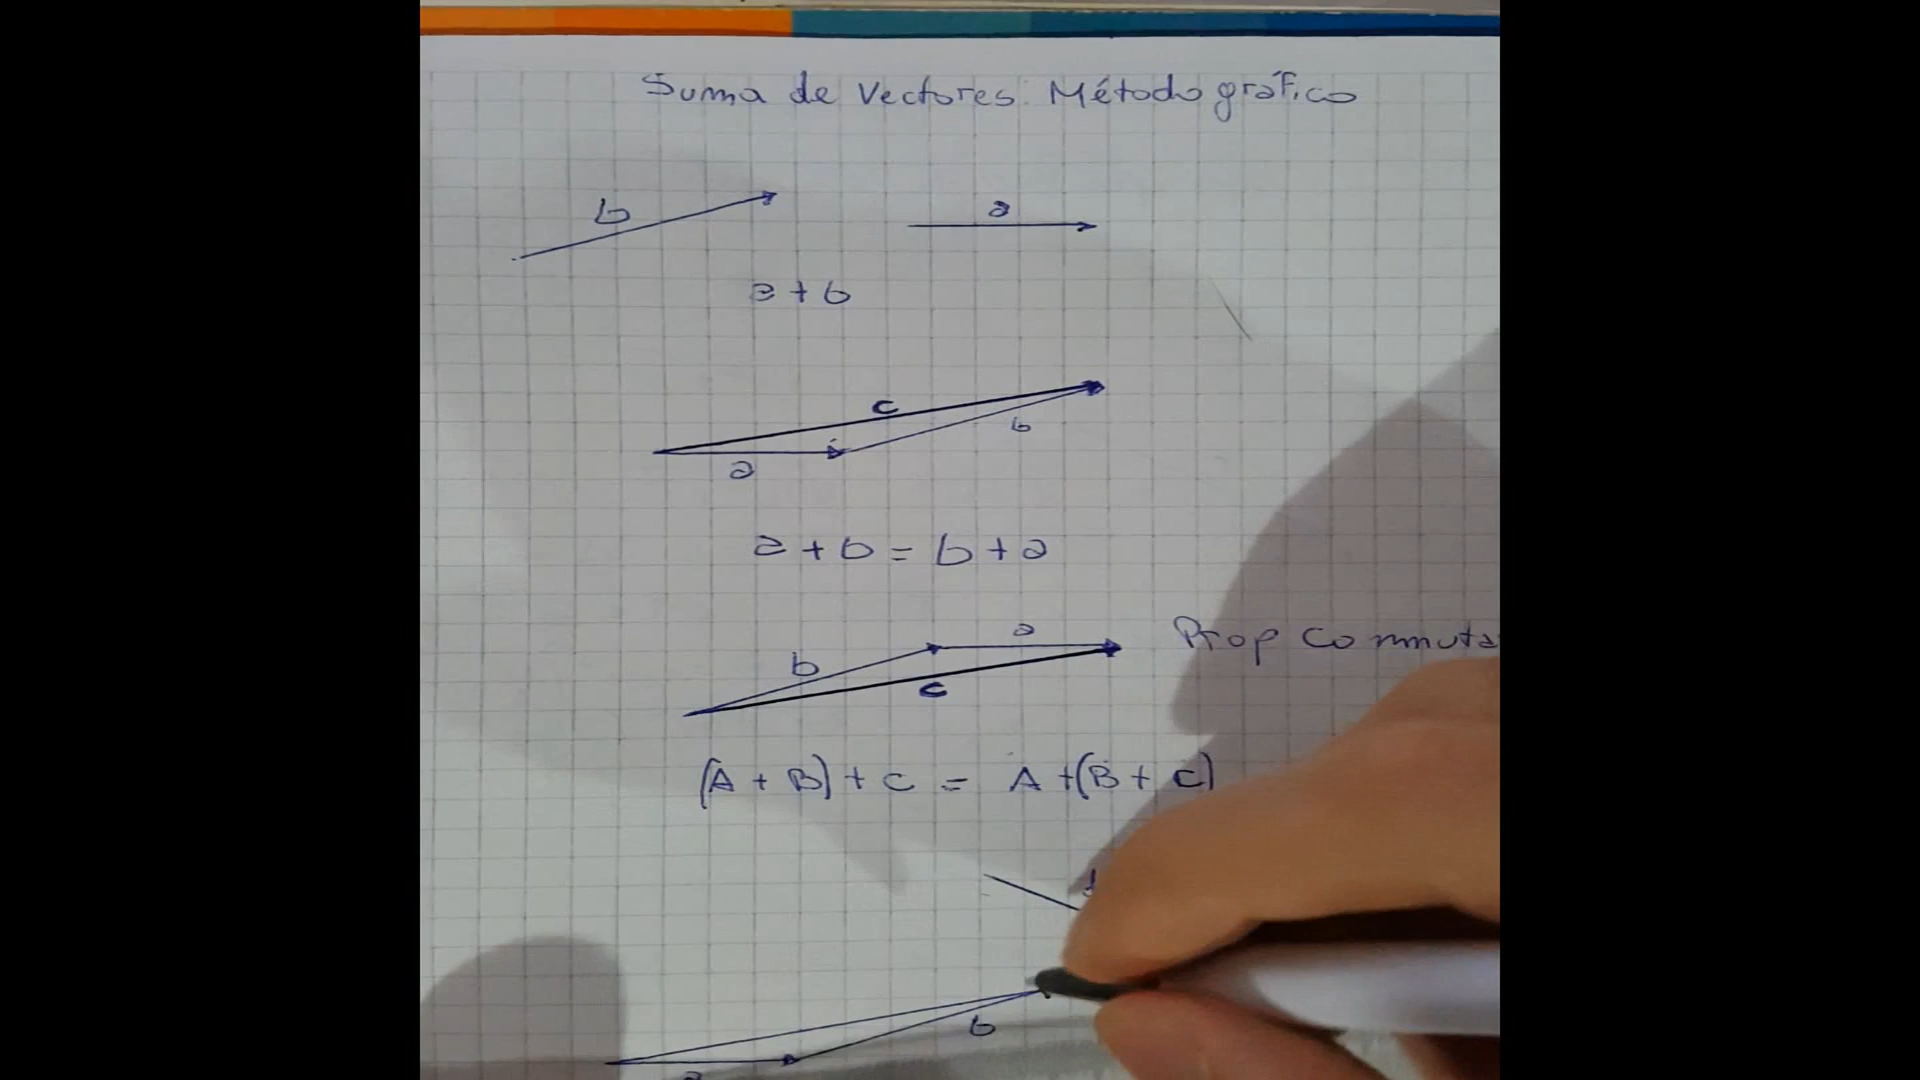 Suma de Vectores. Método gráfico
b
a
a + b
c
b
a
a + b = b + a
a
Prop Conmuta
b
c
(A + B) + C = A + (B + C)
b
a